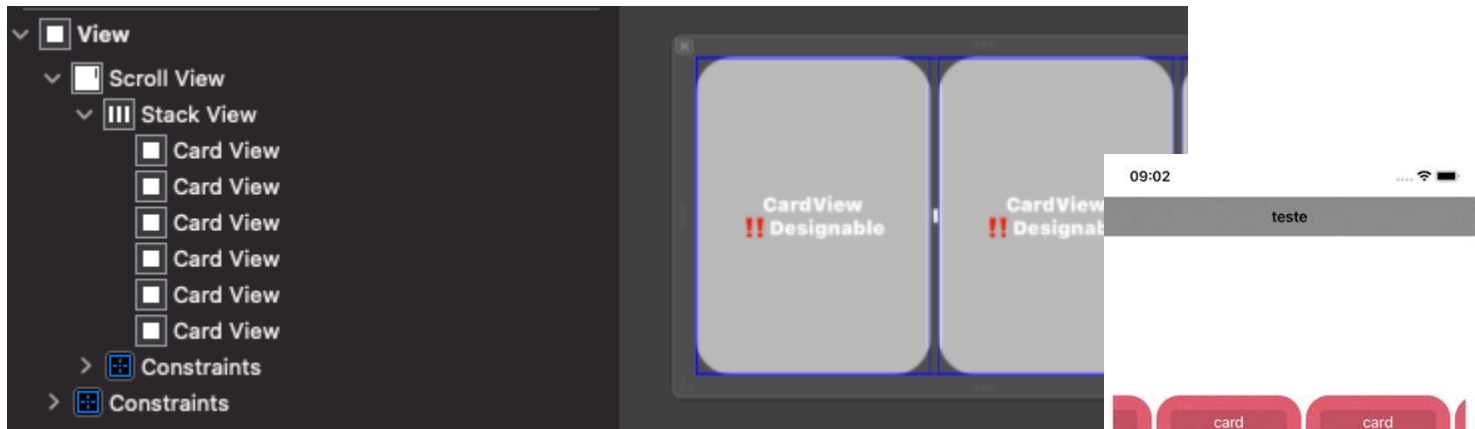 View
Scroll View
Stack View
Card View
Card View
Card View
Card View
Card View
Card View
Constraints
Constraints
CardView
‼️ Designable
CardView
‼️ Designab
09:02
teste
card
card